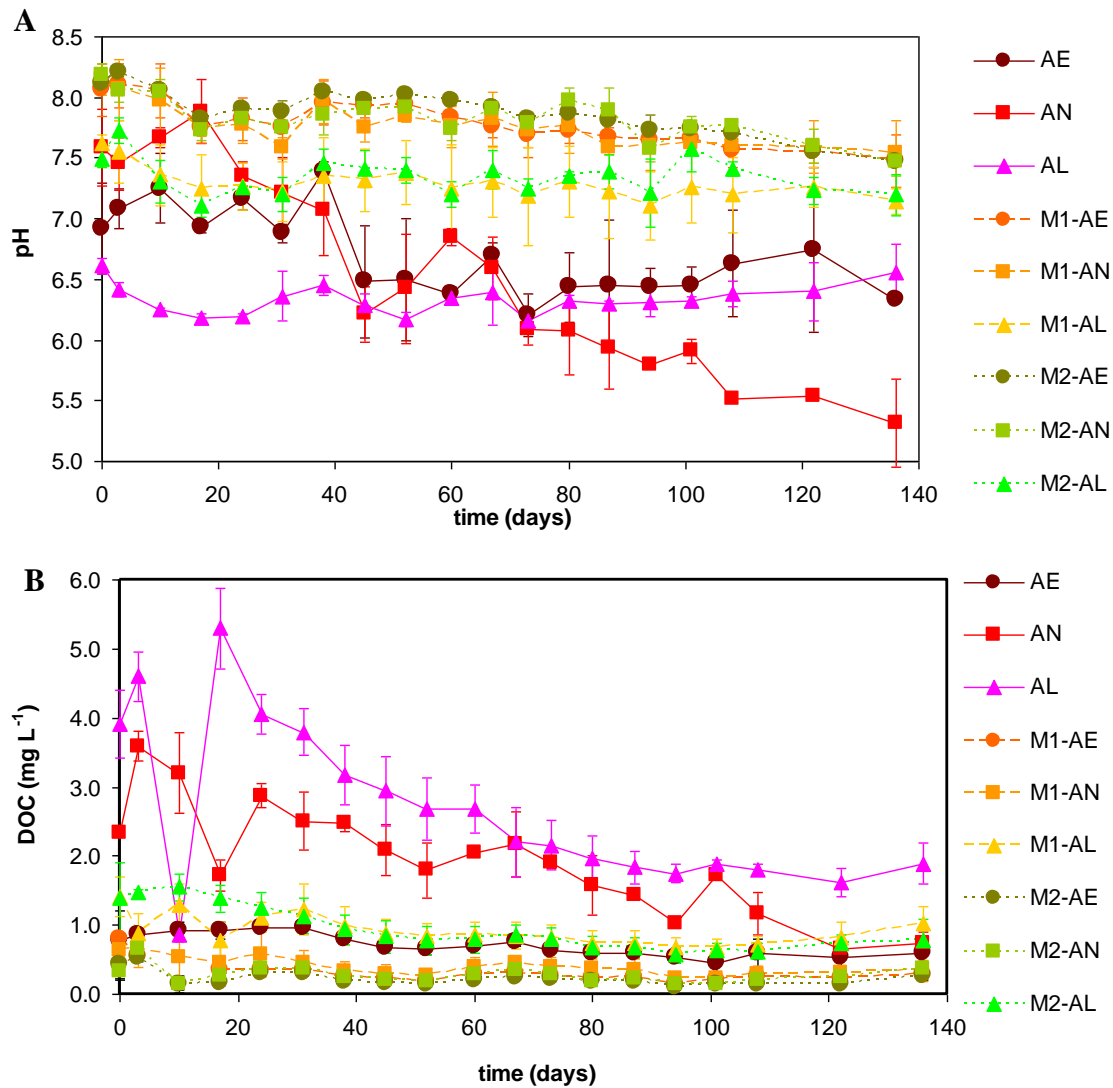 A
8.5
8.0
7.5
7.0
6.5
6.0
5.5
5.0
pH
0 20 40 60 80 100 120 140
time (days)
AE
AN
AL
M1-AE
M1-AN
M1-AL
M2-AE
M2-AN
M2-AL
B
6.0
5.0
4.0
3.0
2.0
1.0
0.0
DOC (mg L⁻¹)
0 20 40 60 80 100 120 140
time (days)
AE
AN
AL
M1-AE
M1-AN
M1-AL
M2-AE
M2-AN
M2-AL